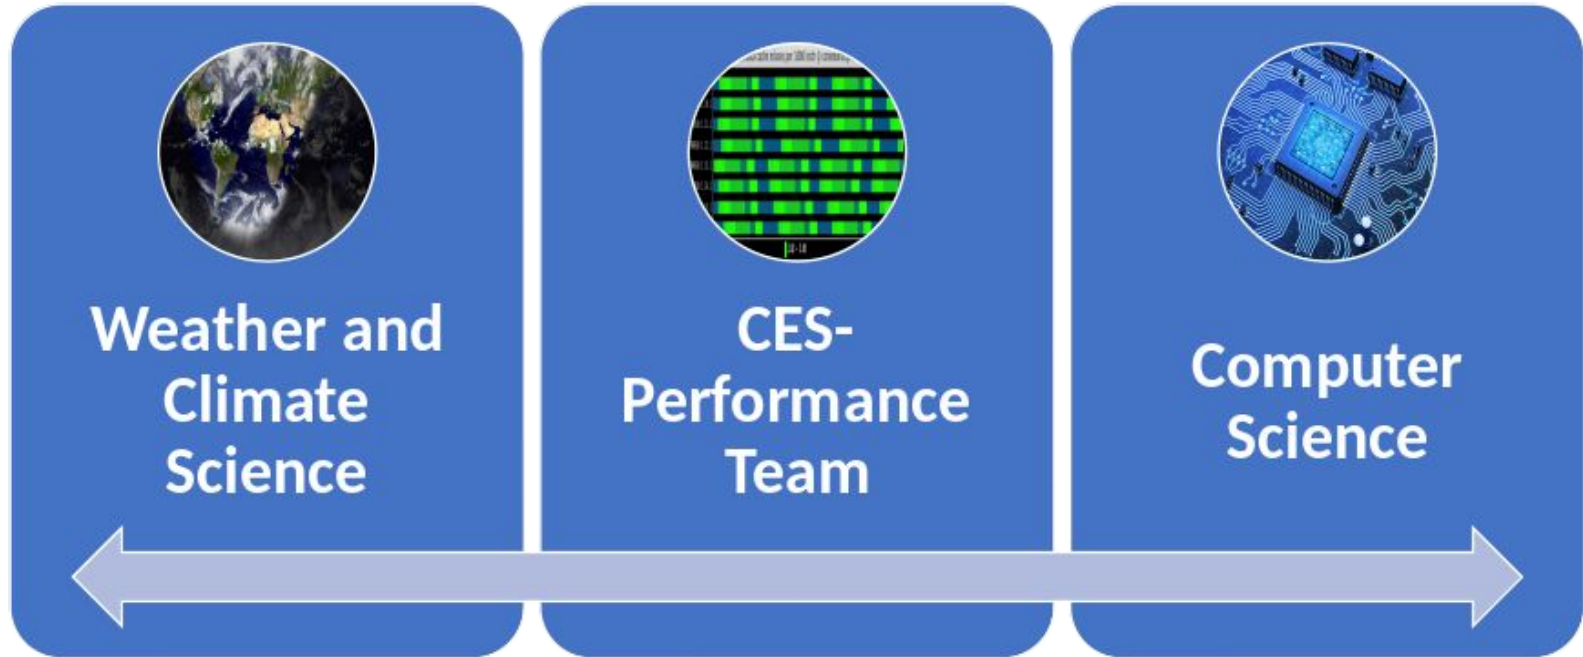 Weather and
Climate
Science
CES-
Performance
Team
Computer
Science